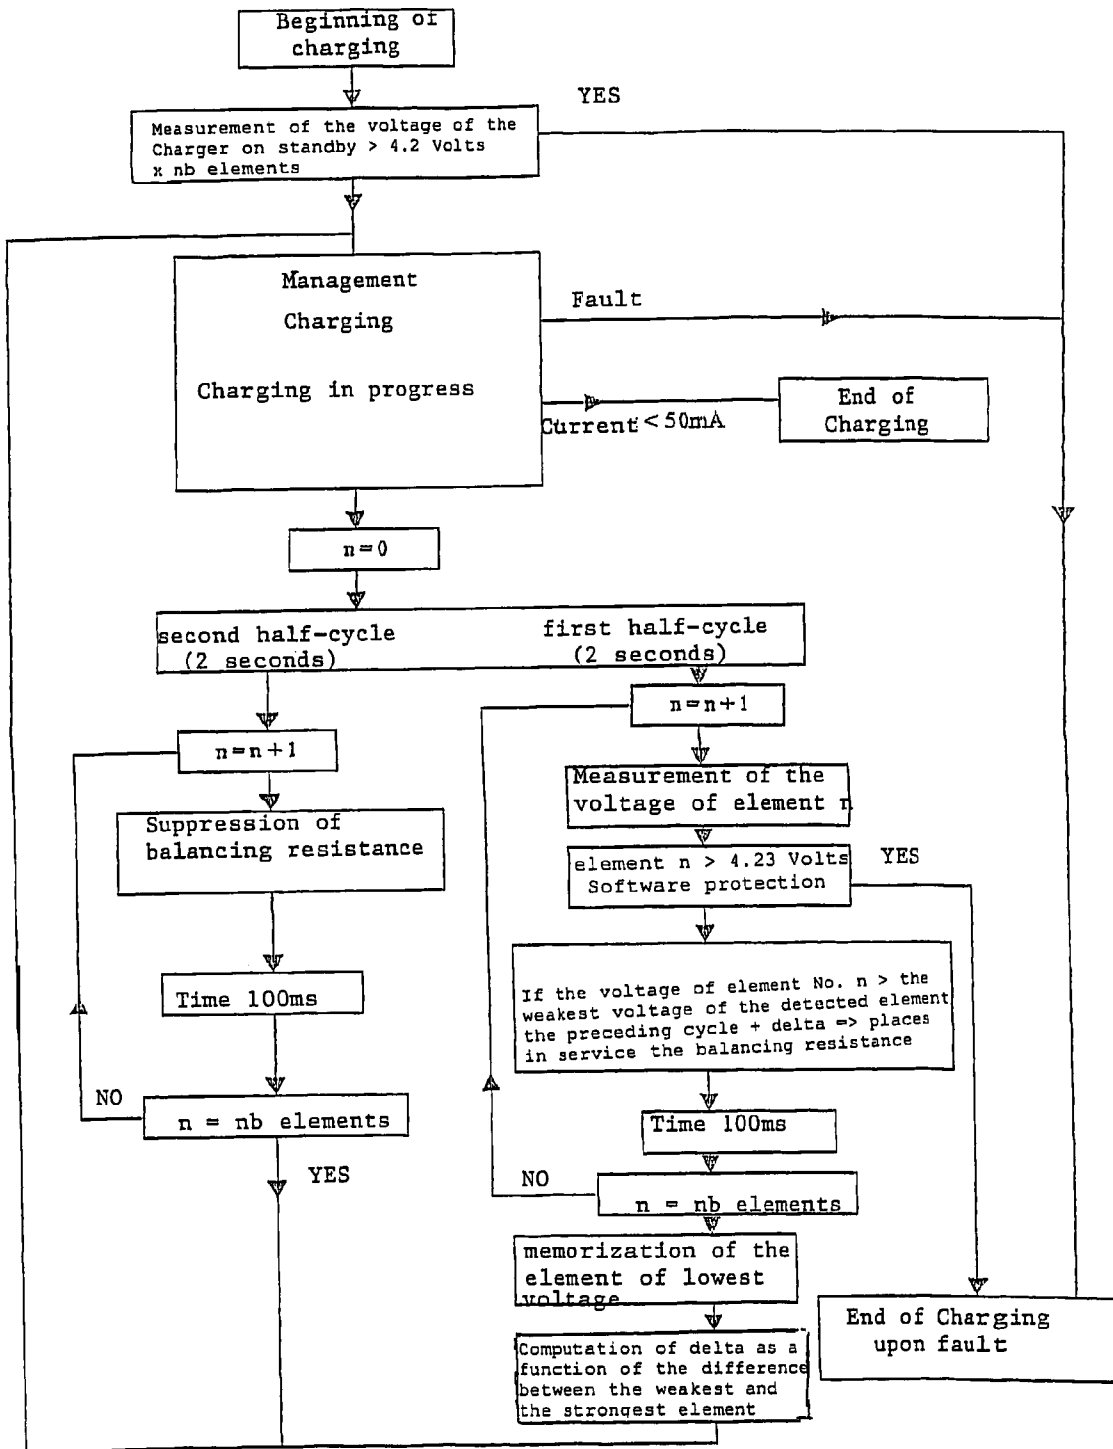 Beginning of
charging
YES
Measurement of the voltage of the
Charger on standby > 4.2 Volts
x nb elements
Management
Charging
Charging in progress
Fault
Current < 50mA
End of
Charging
n=0
second half-cycle
(2 seconds)
first half-cycle
(2 seconds)
n=n+1
Suppression of
balancing resistance
Time 100ms
NO
n = nb elements
YES
n=n+1
Measurement of the
voltage of element n
element n > 4.23 Volts
Software protection
YES
If the voltage of element No. n > the
weakest voltage of the detected element
the preceding cycle + delta => places
in service the balancing resistance
Time 100ms
NO
n = nb elements
memorization of the
element of lowest
voltage
Computation of delta as a
function of the difference
between the weakest and
the strongest element
End of Charging
upon fault